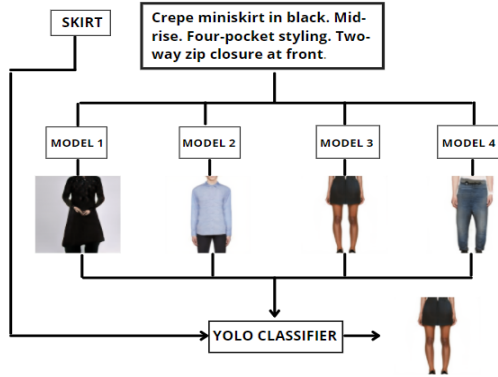 SKIRT
Crepe miniskirt in black. Mid-
rise. Four-pocket styling. Two-
way zip closure at front.
MODEL 1
MODEL 2
MODEL 3
MODEL 4
YOLO CLASSIFIER